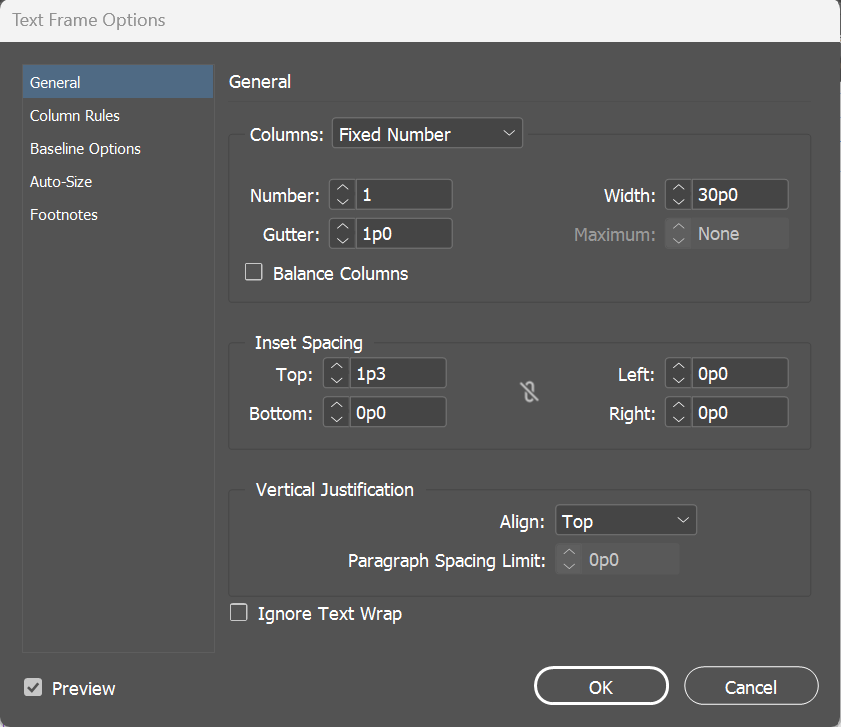 Text Frame Options
General
Column Rules
Baseline Options
Auto-Size
Footnotes
General
Columns: Fixed Number
Number: 1 Width: 30p0
Gutter: 1p0 Maximum: None
Balance Columns
Inset Spacing
Top: 1p3 Left: 0p0
Bottom: 0p0 Right: 0p0
Vertical Justification
Align: Top
Paragraph Spacing Limit: 0p0
Ignore Text Wrap
Preview OK Cancel